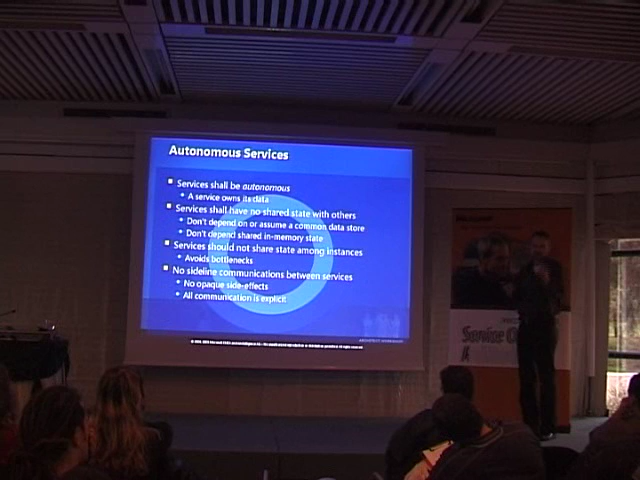 Autonomous Services
Services shall be autonomous
A service owns its data
Services shall have no shared state with others
Don't depend on or assume a common data store
Don't depend shared in-memory state
Services should not share state among instances
Avoids bottlenecks
No sideline communications between services
No opaque side-effects
All communication is explicit
Service